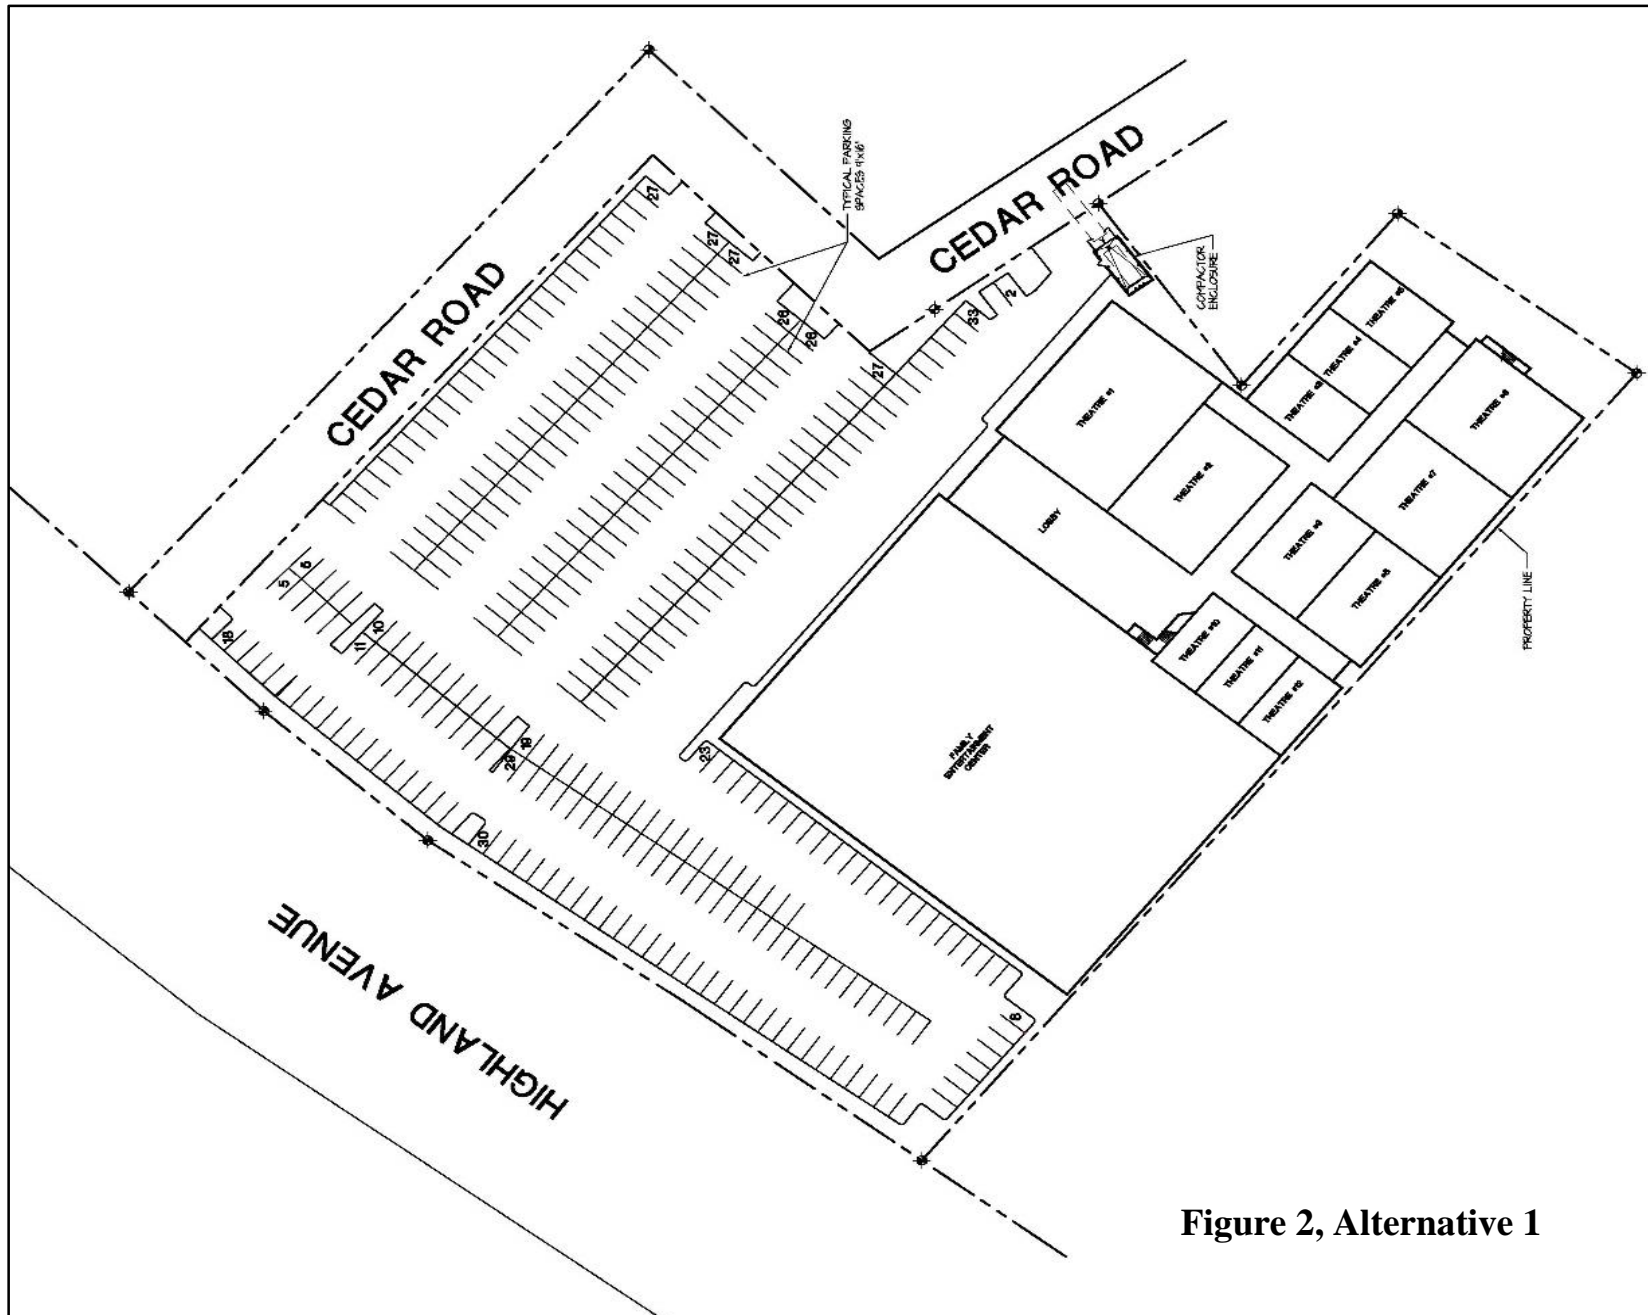 CEDAR ROAD
CEDAR ROAD
TYPICAL PARKING
SPACES 9'x16'
27
27
27
26
26
27
33
2
COMPACTOR
ENCLOSURE
5
6
18
11
10
29
19
30
23
8
THEATRE #1
THEATRE #2
THEATRE #3
THEATRE #4
THEATRE #5
THEATRE #6
THEATRE #7
THEATRE #8
THEATRE #9
THEATRE #10
THEATRE #11
THEATRE #12
LOBBY
FAMILY
ENTERTAINMENT
CENTER
PROPERTY LINE
HIGHLAND AVENUE
Figure 2, Alternative 1